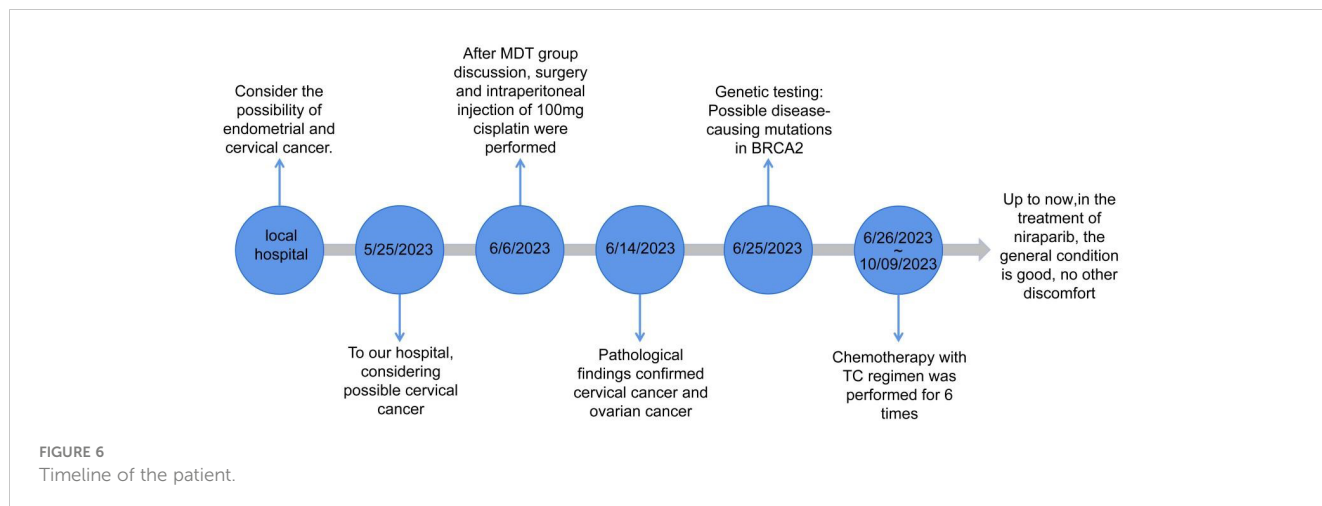 Consider the
possibility of
endometrial and
cervical cancer.
local
hospital
5/25/2023
To our hospital,
considering
possible cervical
cancer
After MDT group
discussion, surgery
and intraperitoneal
injection of 100mg
cisplatin were
performed
6/6/2023
6/14/2023
Pathological
findings confirmed
cervical cancer and
ovarian cancer
Genetic testing:
Possible disease-
causing mutations
in BRCA2
6/25/2023
6/26/2023
~
10/09/2023
Chemotherapy with
TC regimen was
performed for 6
times
Up to now,in the
treatment of
niraparib, the
general condition
is good, no other
discomfort
FIGURE 6
Timeline of the patient.